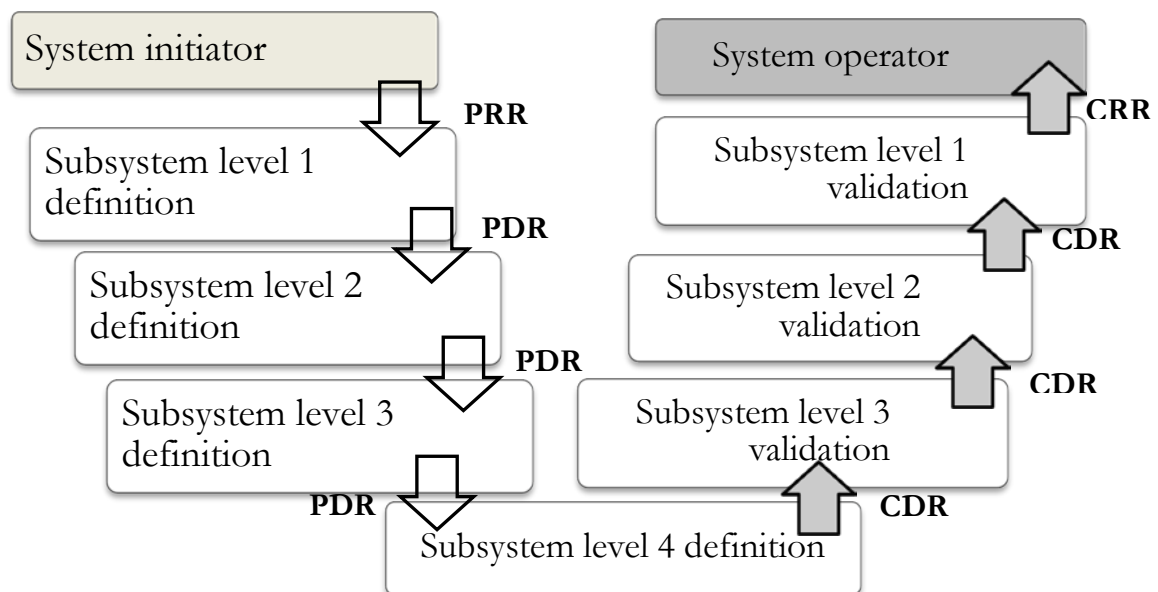 System initiator
PRR
Subsystem level 1
definition
PDR
Subsystem level 2
definition
PDR
Subsystem level 3
definition
PDR
Subsystem level 4 definition
CDR
Subsystem level 3
validation
CDR
Subsystem level 2
validation
CDR
Subsystem level 1
validation
CRR
System operator